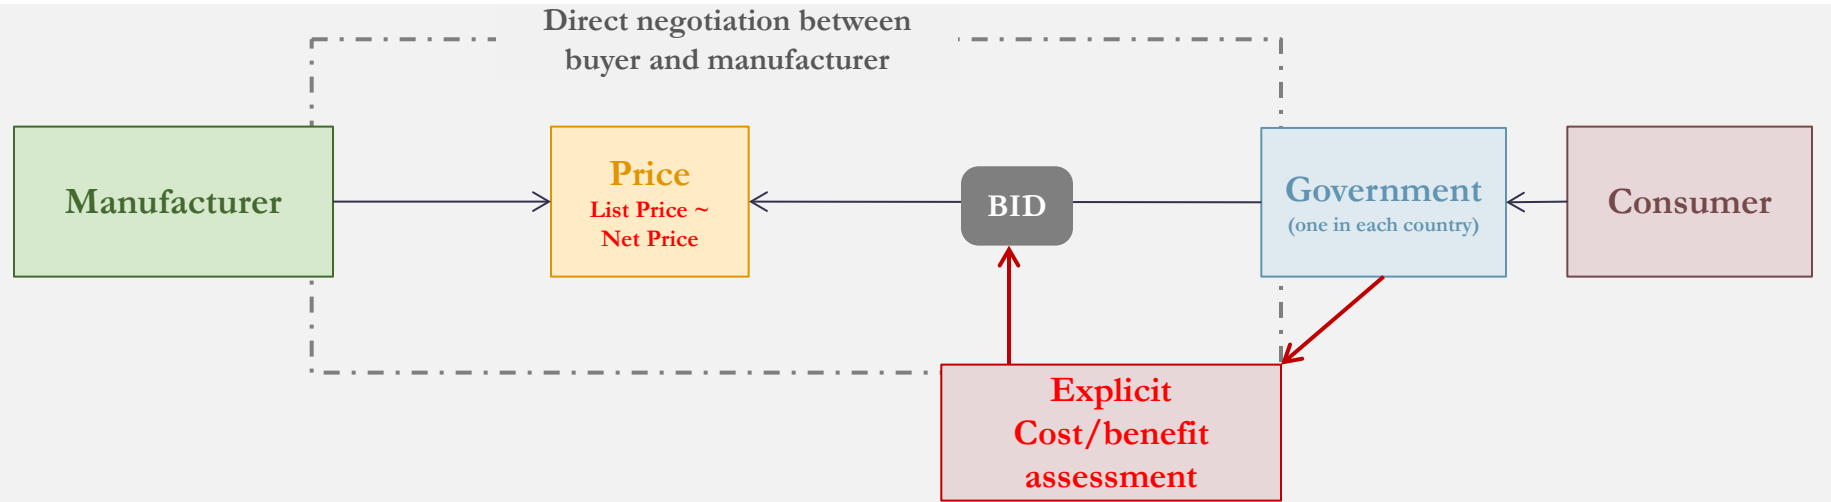 Direct negotiation between
buyer and manufacturer
Manufacturer
Price
List Price ~
Net Price
BID
Government
(one in each country)
Consumer
Explicit
Cost/benefit
assessment